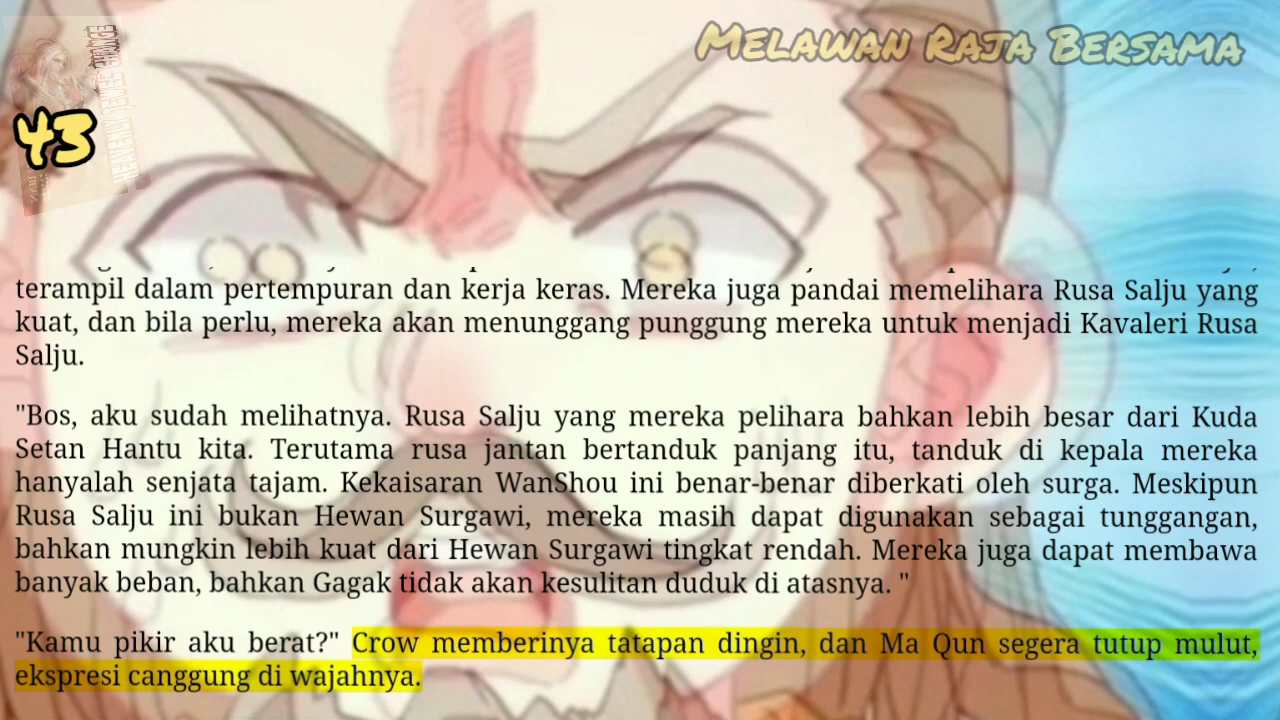 Melawan Raja Bersama
HEAVENLY JEWEL CHANGE
43
terampil dalam pertempuran dan kerja keras. Mereka juga pandai memelihara Rusa Salju yang
kuat, dan bila perlu, mereka akan menunggang punggung mereka untuk menjadi Kavaleri Rusa
Salju.
"Bos, aku sudah melihatnya. Rusa Salju yang mereka pelihara bahkan lebih besar dari Kuda
Setan Hantu kita. Terutama rusa jantan bertanduk panjang itu, tanduk di kepala mereka
hanyalah senjata tajam. Kekaisaran WanShou ini benar-benar diberkati oleh surga. Meskipun
Rusa Salju ini bukan Hewan Surgawi, mereka masih dapat digunakan sebagai tunggangan,
bahkan mungkin lebih kuat dari Hewan Surgawi tingkat rendah. Mereka juga dapat membawa
banyak beban, bahkan Gagak tidak akan kesulitan duduk di atasnya. "
"Kamu pikir aku berat?" Crow memberinya tatapan dingin, dan Ma Qun segera tutup mulut,
ekspresi canggung di wajahnya.